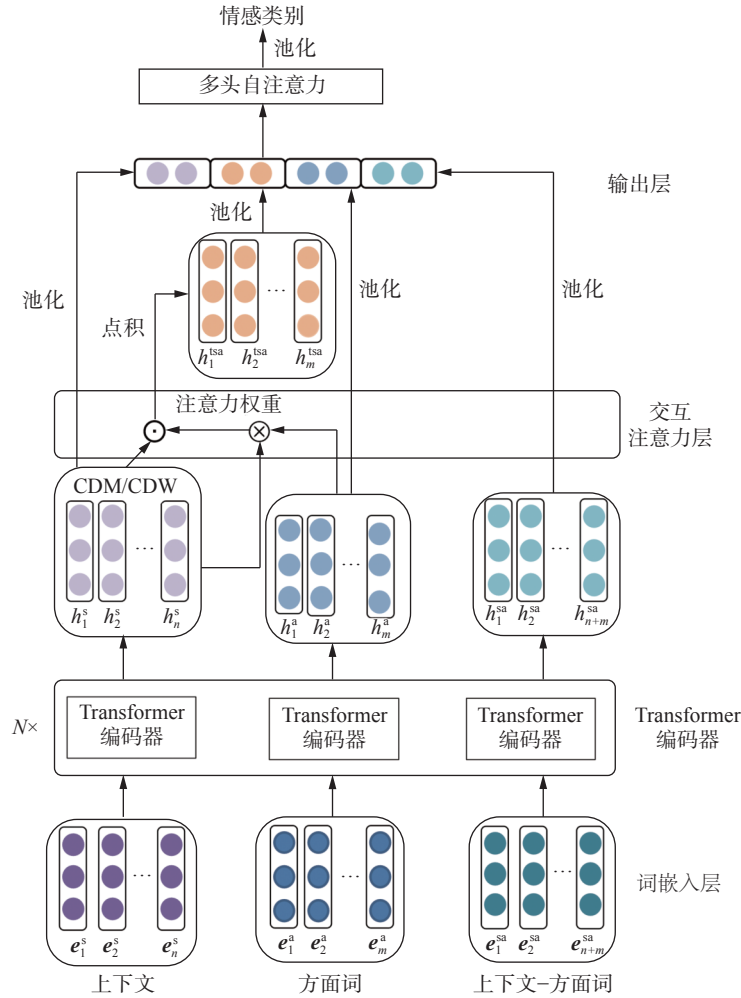 情感类别
池化
多头自注意力
输出层
池化
池化
池化
池化
点积
⋯
h₁ᵗˢᵃ h₂ᵗˢᵃ hₘᵗˢᵃ
注意力权重
交互
注意力层
CDM/CDW
⋯ ⋯ ⋯
h₁ˢ h₂ˢ hₙˢ
h₁ᵃ h₂ᵃ hₘᵃ
h₁ˢᵃ h₂ˢᵃ hₙ₊ₘˢᵃ
N×
Transformer
编码器
Transformer
编码器
Transformer
编码器
Transformer
编码器
⋯ ⋯ ⋯
词嵌入层
e₁ˢ e₂ˢ eₙˢ
e₁ᵃ e₂ᵃ eₘᵃ
e₁ˢᵃ e₂ˢᵃ eₙ₊ₘˢᵃ
上下文
方面词
上下文−方面词